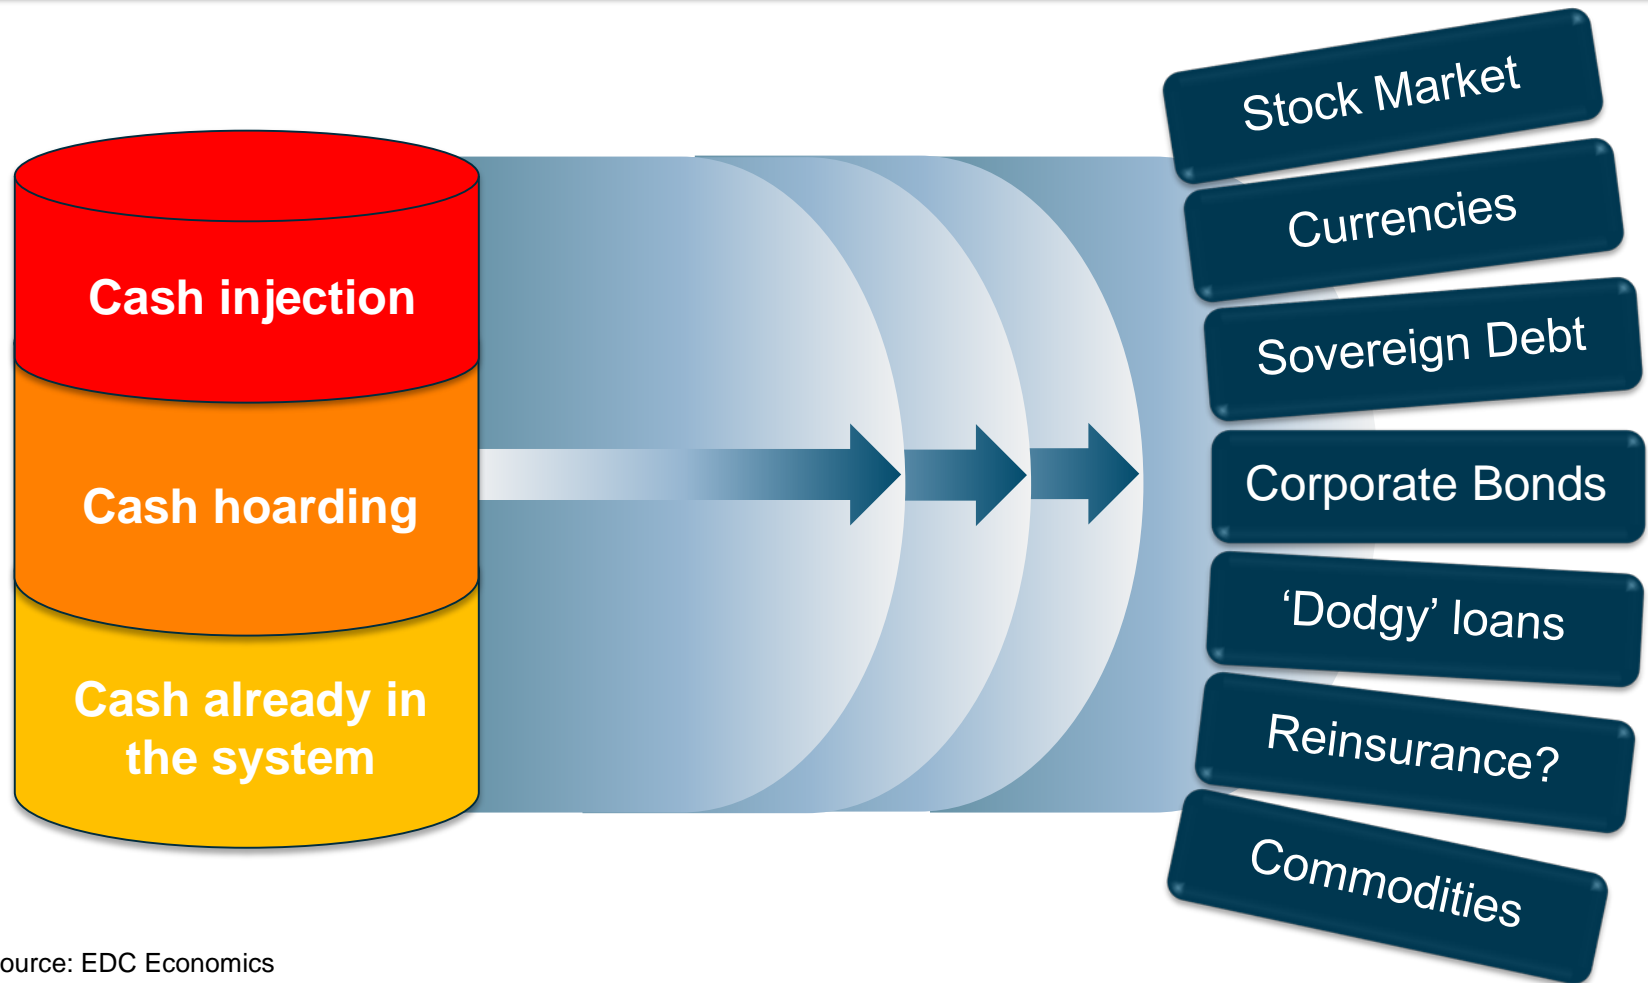 Stock Market
Currencies
Cash injection
Sovereign Debt
Cash hoarding
Corporate Bonds
‘Dodgy’ loans
Cash already in
the system
Reinsurance?
Commodities
ource: EDC Economics